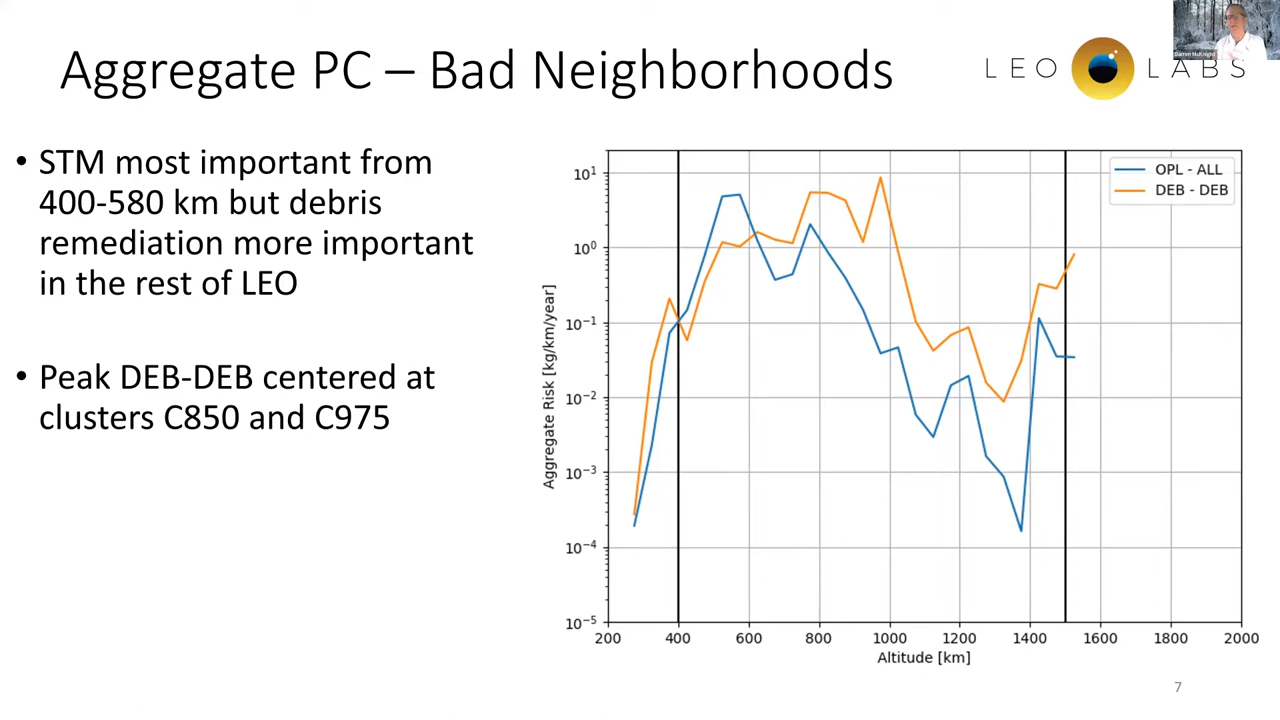 Aggregate PC – Bad Neighborhoods
LEO LABS
Darren McKnight
• STM most important from
400-580 km but debris
remediation more important
in the rest of LEO
• Peak DEB-DEB centered at
clusters C850 and C975
OPL - ALL
DEB - DEB
Aggregate Risk [kg/km/year]
10¹
10⁰
10⁻¹
10⁻²
10⁻³
10⁻⁴
10⁻⁵
200 400 600 800 1000 1200 1400 1600 1800 2000
Altitude [km]
7